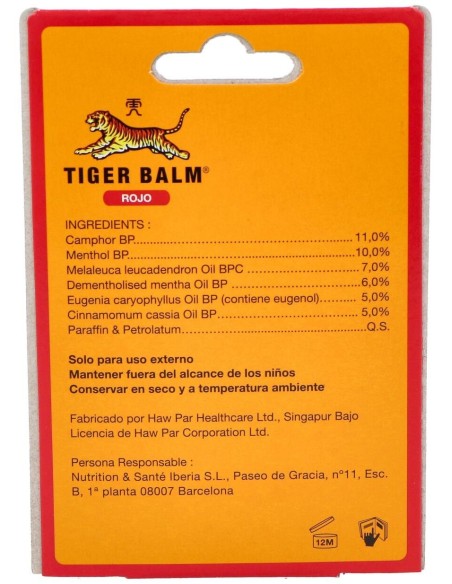 虎
TIGER BALM®
ROJO
INGREDIENTS :
Camphor BP.......................................................... 11,0%
Menthol BP............................................................ 10,0%
Melaleuca leucadendron Oil BPC ........................ 7,0%
Dementholised mentha Oil BP .............................. 6,0%
Eugenia caryophyllus Oil BP (contiene eugenol)...... 5,0%
Cinnamomum cassia Oil BP .................................. 5,0%
Paraffin & Petrolatum............................................... Q.S.
Solo para uso externo
Mantener fuera del alcance de los niños
Conservar en seco y a temperatura ambiente
Fabricado por Haw Par Healthcare Ltd., Singapur Bajo
Licencia de Haw Par Corporation Ltd.
Persona Responsable :
Nutrition & Santé Iberia S.L., Paseo de Gracia, nº11, Esc.
B, 1ª planta 08007 Barcelona
12M